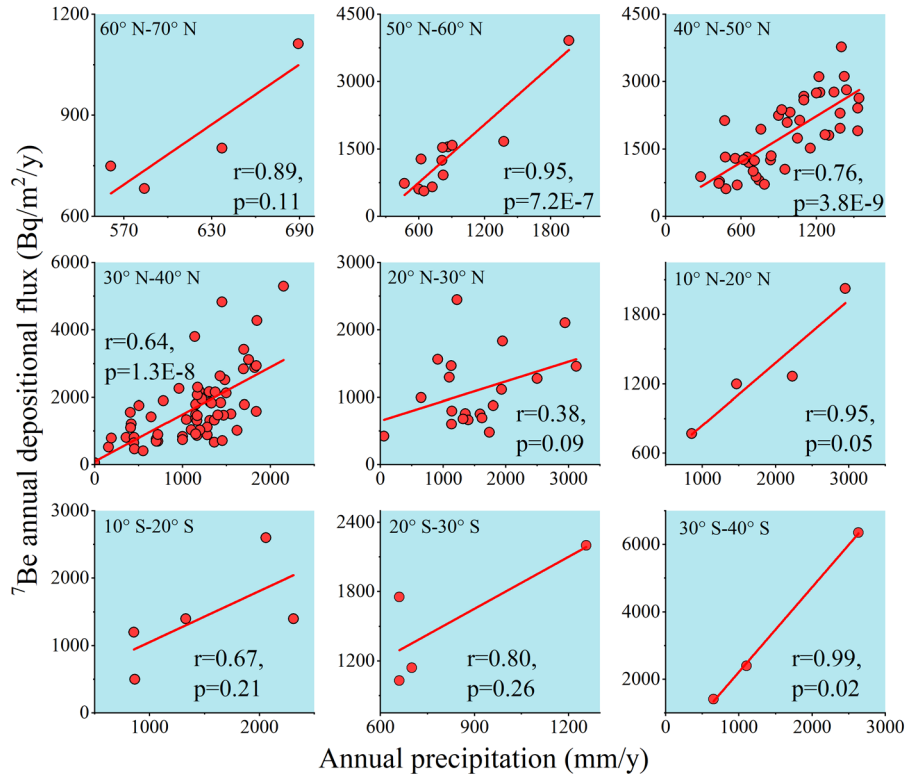 ⁷Be annual depositional flux (Bq/m²/y)
1200
900
600
60° N-70° N
r=0.89,
p=0.11
570
630
690
4500
3000
1500
0
50° N-60° N
r=0.95,
p=7.2E-7
600
1200
1800
4500
3000
1500
0
40° N-50° N
r=0.76,
p=3.8E-9
0
600
1200
6000
4000
2000
0
30° N-40° N
r=0.64,
p=1.3E-8
0
1000
2000
3000
2000
1000
0
20° N-30° N
r=0.38,
p=0.09
0
1000
2000
3000
1800
1200
600
10° N-20° N
r=0.95,
p=0.05
1000
2000
3000
3000
2000
1000
0
10° S-20° S
r=0.67,
p=0.21
1000
2000
2400
1800
1200
20° S-30° S
r=0.80,
p=0.26
600
900
1200
6000
4000
2000
30° S-40° S
r=0.99,
p=0.02
0
1000
2000
3000
Annual precipitation (mm/y)